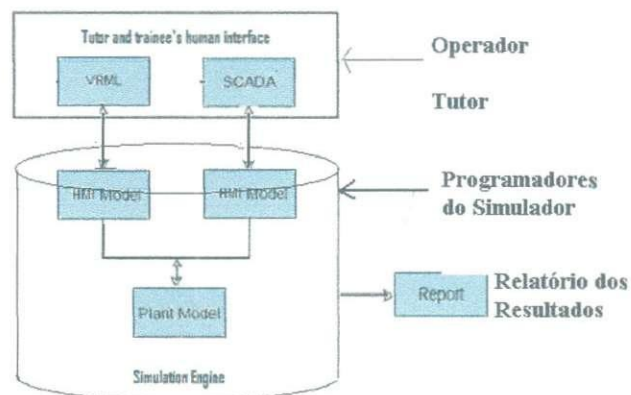 Tutor and trainee's human interface
VRML
SCADA
Operador
Tutor
HMI Model
HMI Model
Programadores
do Simulador
Plant Model
Report
Relatório dos
Resultados
Simulation Engine